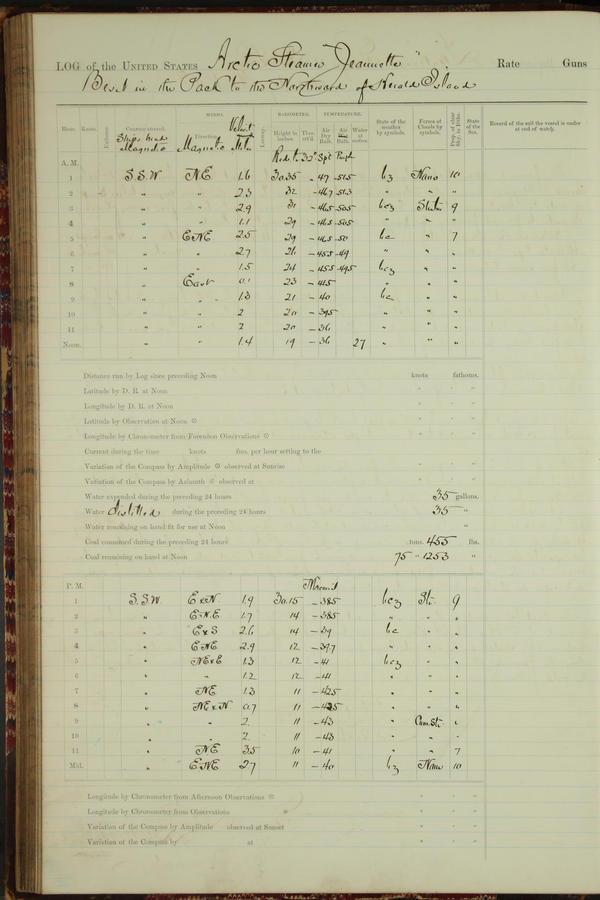 LOG of the UNITED STATES Arctic Steamer "Jeannette" Rate Guns
Beset in the Pack to the Northward of Herald Island
Hour. Knots. Fathoms. Courses steered. WINDS. Leeway. BAROMETER. TEMPERATURE. State of the weather by symbols. Forms of Clouds by symbols. Prop. of clear Sky, in 10ths. State of the Sea. Record of the sail the vessel is under at end of watch.
Ships head Magnetic Direction Magnetic Height in inches. Air Dry Bulb. Air Wet Bulb. Water at surface.
A. M. Red. to 32°
1 S.S.W NE 1.6 30.35 -47 -51.5 bz Nano 10
2 " " 2.3 32 -46.7 -51.3 " " "
3 " " 2.9 31 -46.5 -50.5 bcz 9
4 " " 1.1 29 -46.5 -50.5 " " "
5 " ENE 2.5 29 -46.5 -50 bc " 7
6 " " 2.7 26 -45.5 -49 " " "
7 " " 1.5 24 -45.5 -49.5 bcz " "
8 " East 0.1 23 -41.5 " "
9 " " 1.3 21 -40 bc " "
10 " " 2 20 -39.5 " " "
11 " " 2 20 -36 " " "
Noon. " " 1.4 19 -36 27 " " "
Distance run by Log since preceding Noon knots fathoms.
Latitude by D. R. at Noon ° ' "
Longitude by D. R. at Noon ° ' "
Latitude by Observation at Noon ° ' "
Longitude by Chronometer from Forenoon Observations ° ' "
Current during the time knots fms. per hour setting to the
Variation of the Compass by Amplitude observed at Sunrise ° ' "
Variation of the Compass by Azimuth observed at ° ' "
Water expended during the preceding 24 hours 35 gallons.
Water distilled during the preceding 24 hours 35 "
Water remaining on hand fit for use at Noon "
Coal consumed during the preceding 24 hours tons. 455 lbs.
Coal remaining on hand at Noon 75 " 1253 "
P. M.
1 S.S.W. ExN 1.9 30.15 -38.5 bcz Str. 9
2 " E.N.E 1.7 14 -38.5 " " "
3 " ExS 2.6 14 -39 bc " "
4 " ENE 2.9 12 -39.7 " " "
5 " NExE 1.3 12 -41 bcz " "
6 " " 1.2 12 -41 " " "
7 " NE 1.3 11 -42.5 " " "
8 " NExN 0.7 11 -42.5 " " "
9 " " 2 11 -43 " "
10 " " 2 11 -43 " " "
11 " NE 3.5 10 -41 " " 7
Mid. " ENE 2.7 11 -40 bz Nano 10
Longitude by Chronometer from Afternoon Observations ° ' "
Longitude by Chronometer from Observations ° ' "
Variation of the Compass by Amplitude observed at Sunset ° ' "
Variation of the Compass by at ° ' "